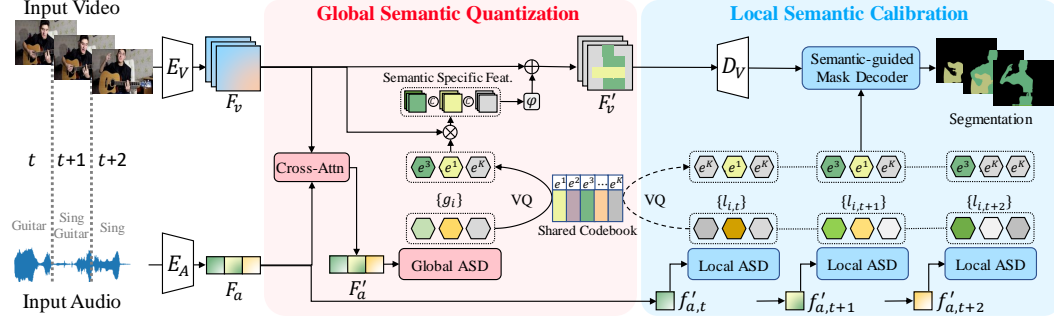 Input Video
Global Semantic Quantization
Local Semantic Calibration
E_V
F_v
Semantic Specific Feat.
© ©
φ
F'_v
D_V
Semantic-guided
Mask Decoder
Segmentation
t t+1 t+2
Cross-Attn
e^3 e^1 e^K
{g_i}
VQ
e^1 e^2 e^3 ... e^K
Shared Codebook
VQ
e^K e^1 e^K
e^3 e^1 e^K
e^3 e^K e^K
{l_{i,t}}
{l_{i,t+1}}
{l_{i,t+2}}
Guitar
Sing
Guitar
Sing
E_A
F_a
F'_a
Global ASD
Local ASD
Local ASD
Local ASD
f'_{a,t}
f'_{a,t+1}
f'_{a,t+2}
Input Audio